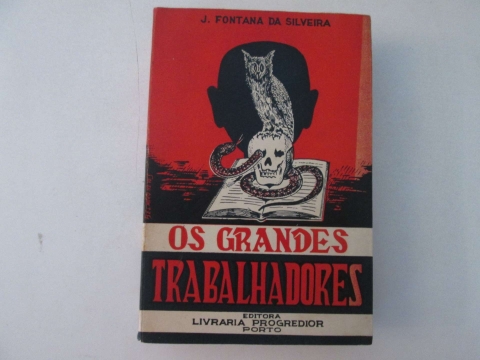 J. FONTANA DA SILVEIRA
OS GRANDES
TRABALHADORES
EDITORA
LIVRARIA PROGREDIOR
PORTO